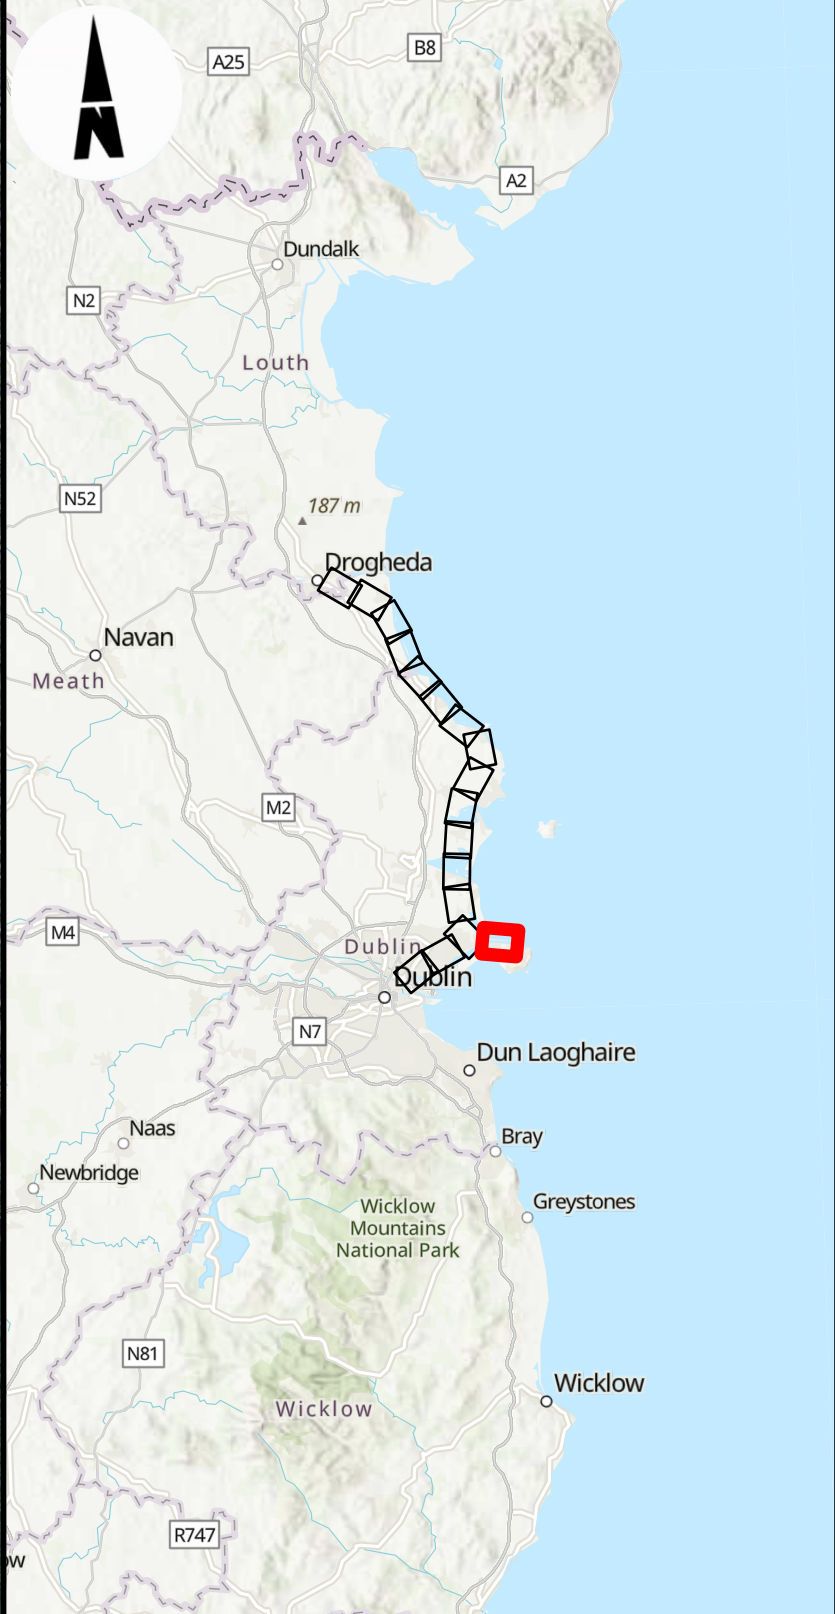 B8
A25
A2
N
Dundalk
N2
Louth
N52
187 m
Drogheda
Navan
Meath
M2
M4
Dublin
Dublin
N7
Dun Laoghaire
Naas
Bray
Newbridge
Greystones
Wicklow
Mountains
National Park
N81
Wicklow
Wicklow
R747
ow